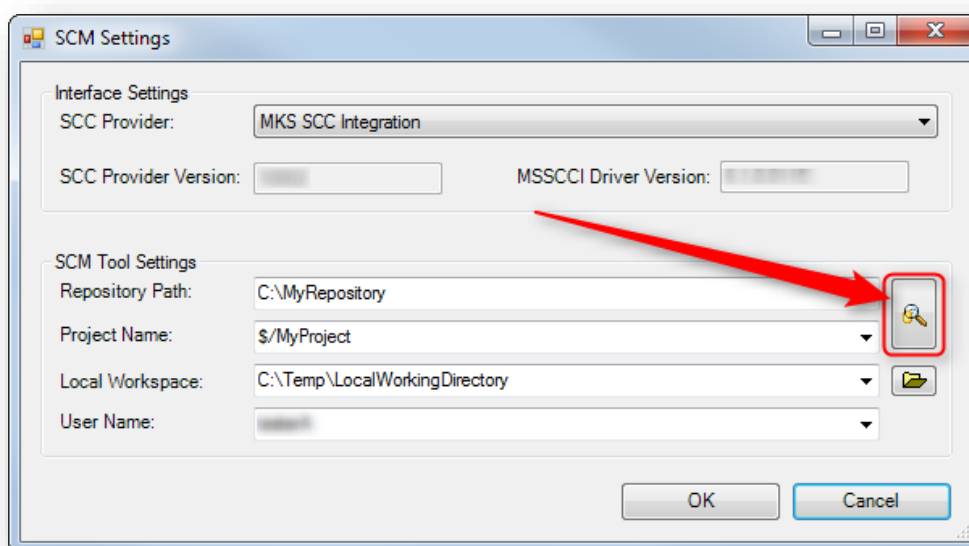 SCM Settings
Interface Settings
SCC Provider: MKS SCC Integration
SCC Provider Version: MSSCCI Driver Version:
SCM Tool Settings
Repository Path: C:\MyRepository
Project Name: $/MyProject
Local Workspace: C:\Temp\LocalWorkingDirectory
User Name:
OK Cancel